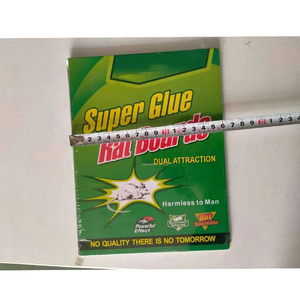 Super Glue
Rat Boards
DUAL ATTRACTION
Harmless to Man
Powerful
Effect
NO QUALITY THERE IS NO TOMORROW